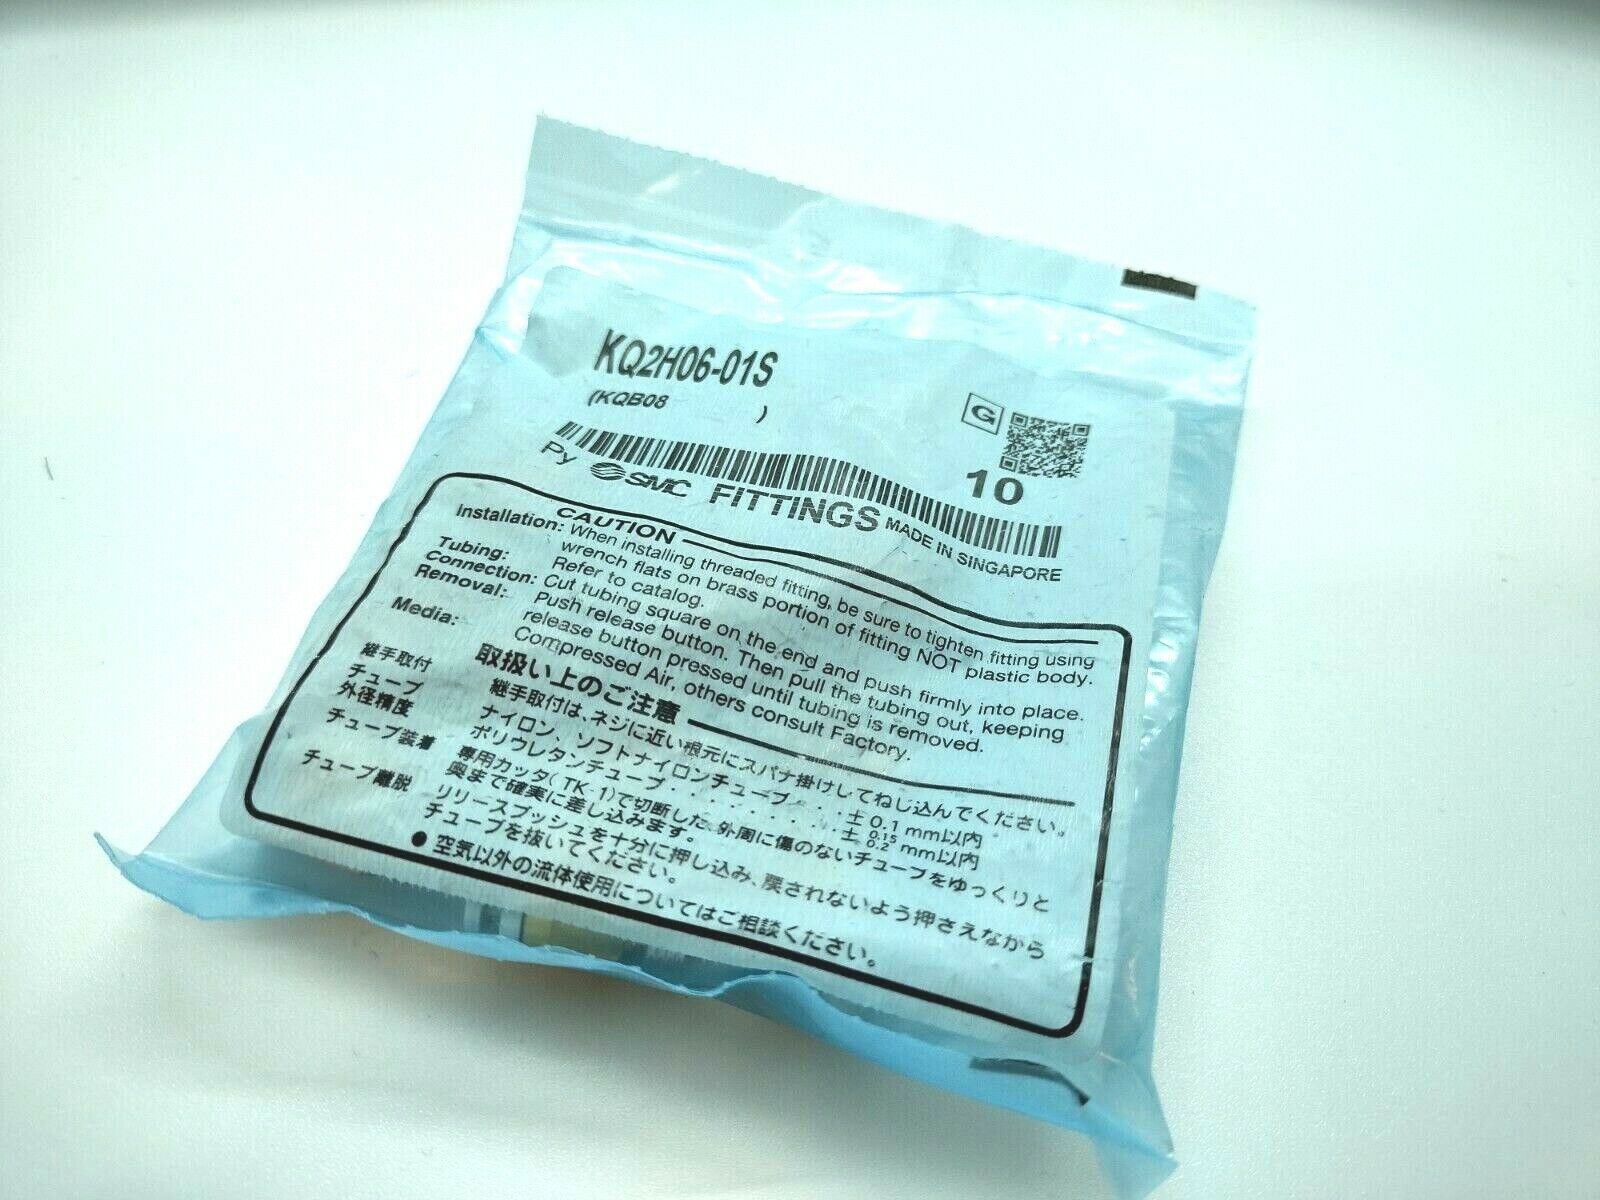 KQ2H06-01S
(KQB08 )
G
10
Py SMC FITTINGS MADE IN SINGAPORE
CAUTION
Installation: When installing threaded fitting, be sure to tighten fitting using
wrench flats on brass portion of fitting NOT plastic body.
Tubing: Refer to catalog.
Connection: Cut tubing square on the end and push firmly into place.
Removal: Push release button. Then pull the tubing out, keeping
release button pressed until tubing is removed.
Media: Compressed Air, others consult Factory.
取扱い上のご注意
継手取付 継手取付は、ネジに近い根元にスパナ掛けしてねじ込んでください。
チューブ ナイロン、ソフトナイロンチューブ . . ± 0.1 mm以内
外径精度 ポリウレタンチューブ . . . . . . . . . ± 0.15 0.2 mm以内
チューブ装着 専用カッタ(TK-1)で切断した、外周に傷のないチューブをゆっくりと
奥まで確実に差し込みます。
チューブ離脱 リリースプッシュを十分に押し込み、戻されないよう押さえながら
チューブを抜いてください。
● 空気以外の流体使用についてはご相談ください。